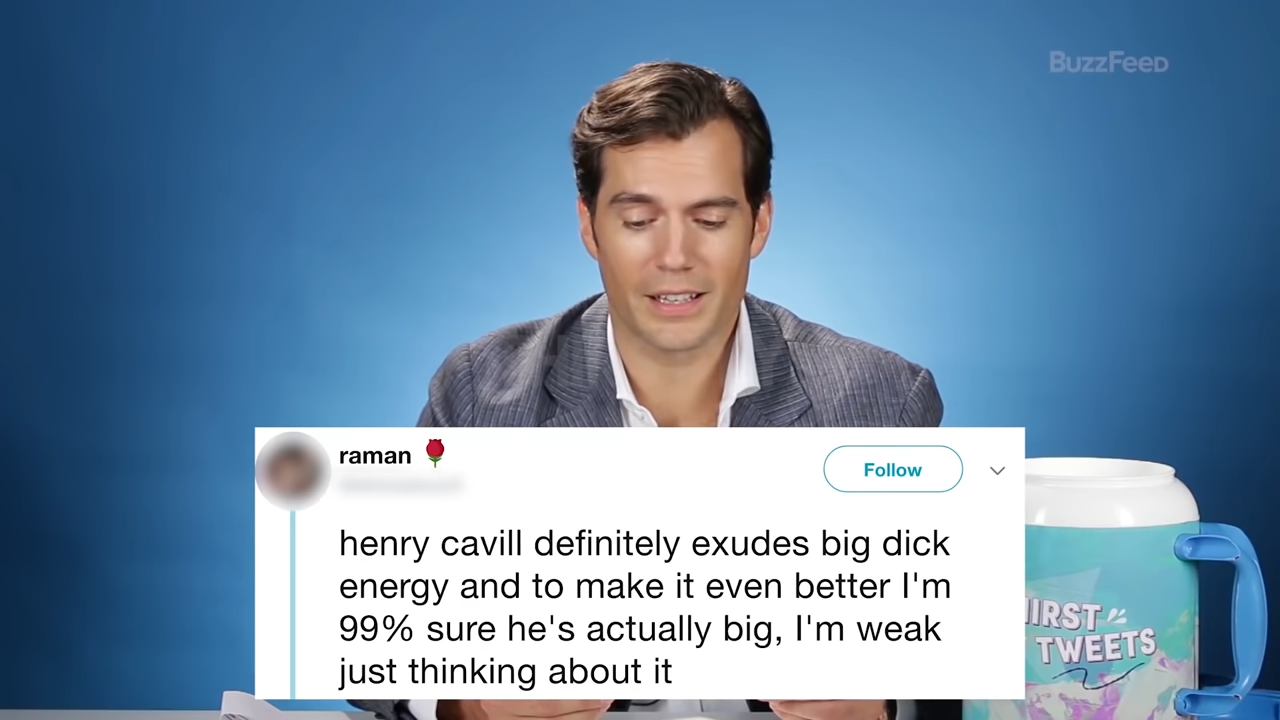 BuzzFeed
raman
Follow
henry cavill definitely exudes big dick
energy and to make it even better I'm
99% sure he's actually big, I'm weak
just thinking about it
TWEETS